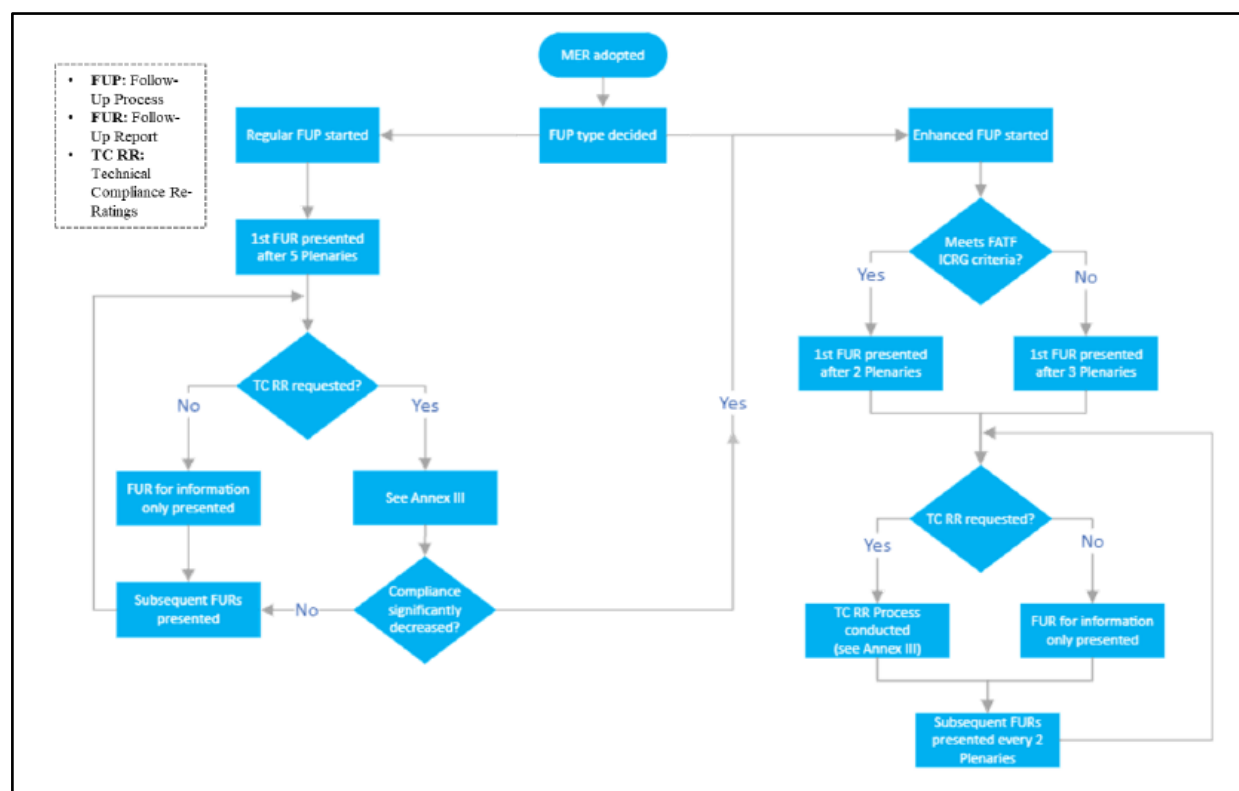 MER adopted
• FUP: Follow-
Up Process
• FUR: Follow-
Up Report
• TC RR:
Technical
Compliance Re-
Ratings
Regular FUP started
FUP type decided
Enhanced FUP started
1st FUR presented
after 5 Plenaries
Meets FATF
ICRG criteria?
Yes
No
1st FUR presented
after 2 Plenaries
1st FUR presented
after 3 Plenaries
TC RR requested?
No
Yes
Yes
FUR for information
only presented
See Annex III
TC RR requested?
Yes
No
Subsequent FURs
presented
No
Compliance
significantly
decreased?
TC RR Process
conducted
(see Annex III)
FUR for information
only presented
Subsequent FURs
presented every 2
Plenaries